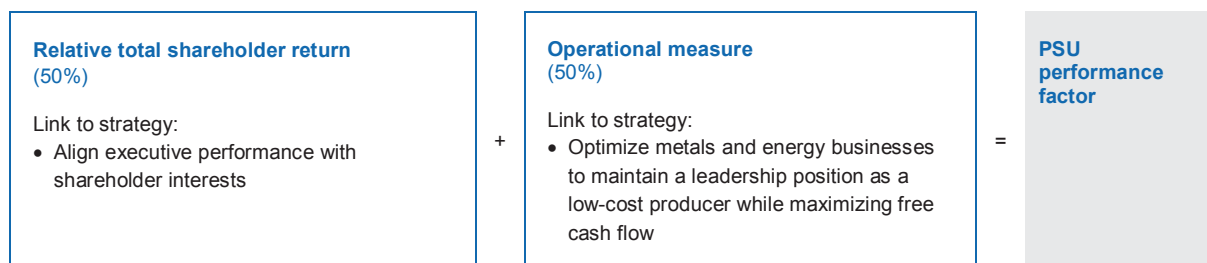 Relative total shareholder return
(50%)
Link to strategy:
• Align executive performance with
shareholder interests
+
Operational measure
(50%)
Link to strategy:
• Optimize metals and energy businesses
to maintain a leadership position as a
low-cost producer while maximizing free
cash flow
=
PSU
performance
factor